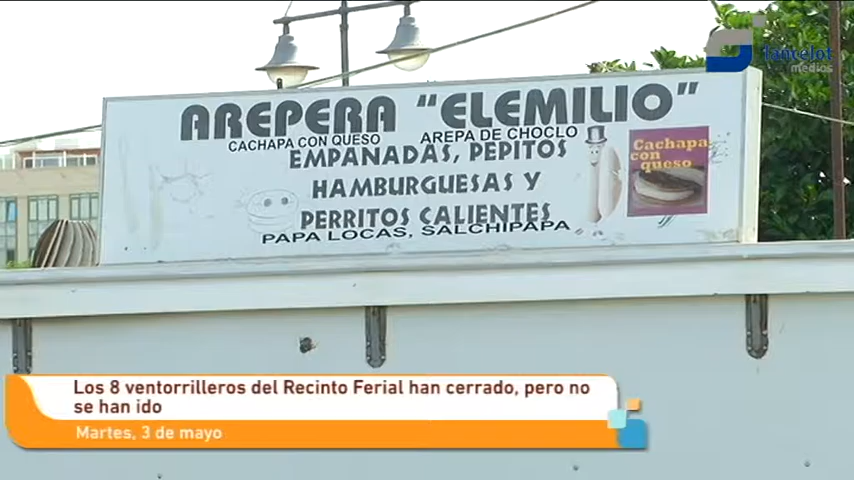 lancelot
medios
AREPERA "ELEMILIO"
CACHAPA CON QUESO
AREPA DE CHOCLO
EMPANADAS, PEPITOS
HAMBURGUESAS Y
PERRITOS CALIENTES
PAPA LOCAS, SALCHIPAPA,...
Cachapa
con queso
Los 8 ventorrilleros del Recinto Ferial han cerrado, pero no
se han ido
Martes, 3 de mayo